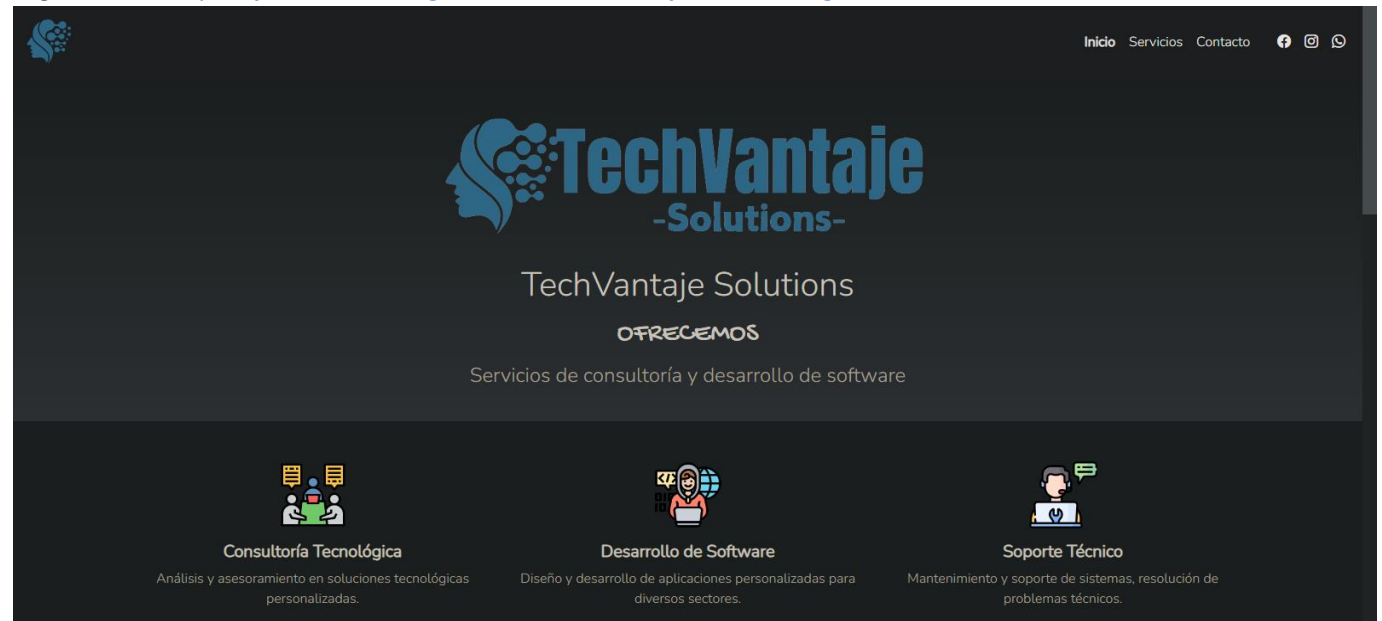 Inicio Servicios Contacto
TechVantaje
-Solutions-
TechVantaje Solutions
OFRECEMOS
Servicios de consultoría y desarrollo de software
Consultoría Tecnológica
Análisis y asesoramiento en soluciones tecnológicas
personalizadas.
Desarrollo de Software
Diseño y desarrollo de aplicaciones personalizadas para
diversos sectores.
Soporte Técnico
Mantenimiento y soporte de sistemas, resolución de
problemas técnicos.